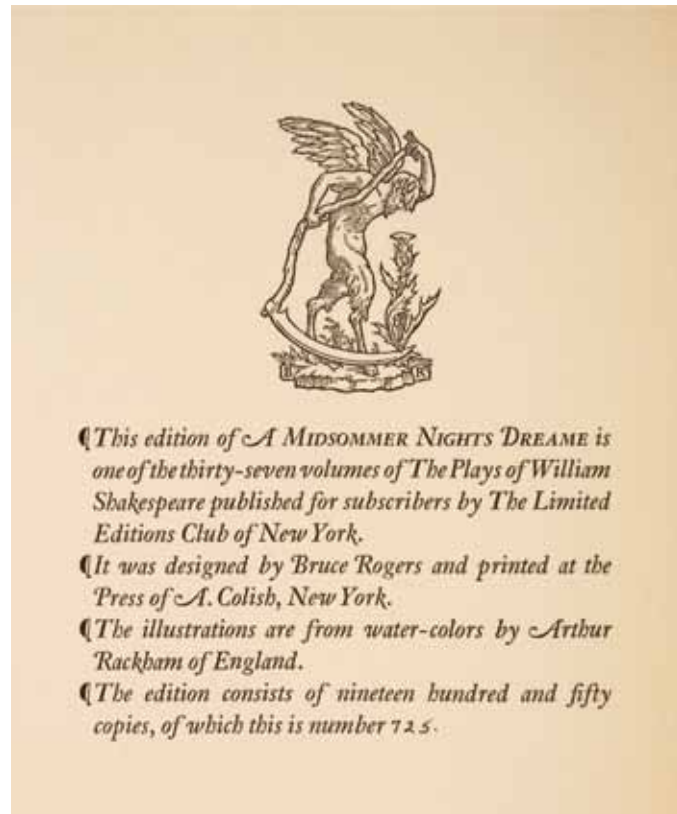 B R
¶ This edition of A MIDSOMMER NIGHTS DREAME is
one of the thirty-seven volumes of The Plays of William
Shakespeare published for subscribers by The Limited
Editions Club of New York.
¶ It was designed by Bruce Rogers and printed at the
Press of A. Colish, New York.
¶ The illustrations are from water-colors by Arthur
Rackham of England.
¶ The edition consists of nineteen hundred and fifty
copies, of which this is number 725.